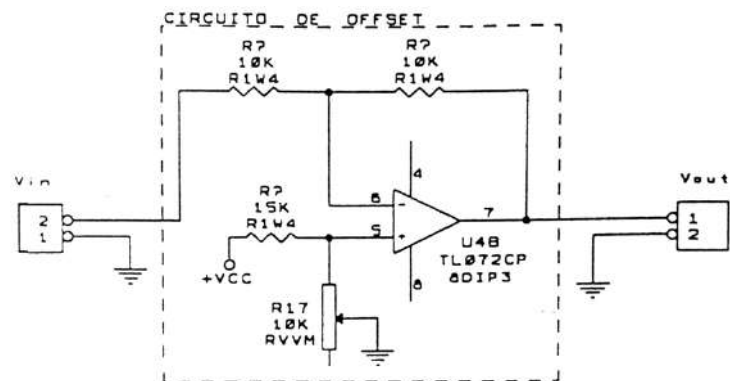 CIRCUITO DE OFFSET
R?
10K
R1W4
R?
10K
R1W4
Vin
2
1
R?
15K
R1W4
+VCC
R17
10K
RVVM
4
6
-
5
+
7
8
U4B
TL072CP
8DIP3
Vout
1
2